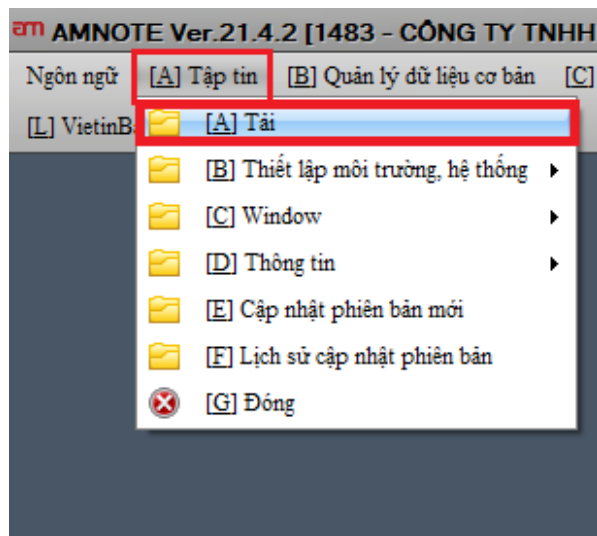 am AMNOTE Ver.21.4.2 [1483 - CÔNG TY TNHH
Ngôn ngữ [A] Tập tin [B] Quản lý dữ liệu cơ bản [C]
[L] VietinB
[A] Tải
[B] Thiết lập môi trường, hệ thống
[C] Window
[D] Thông tin
[E] Cập nhật phiên bản mới
[F] Lịch sử cập nhật phiên bản
[G] Đóng